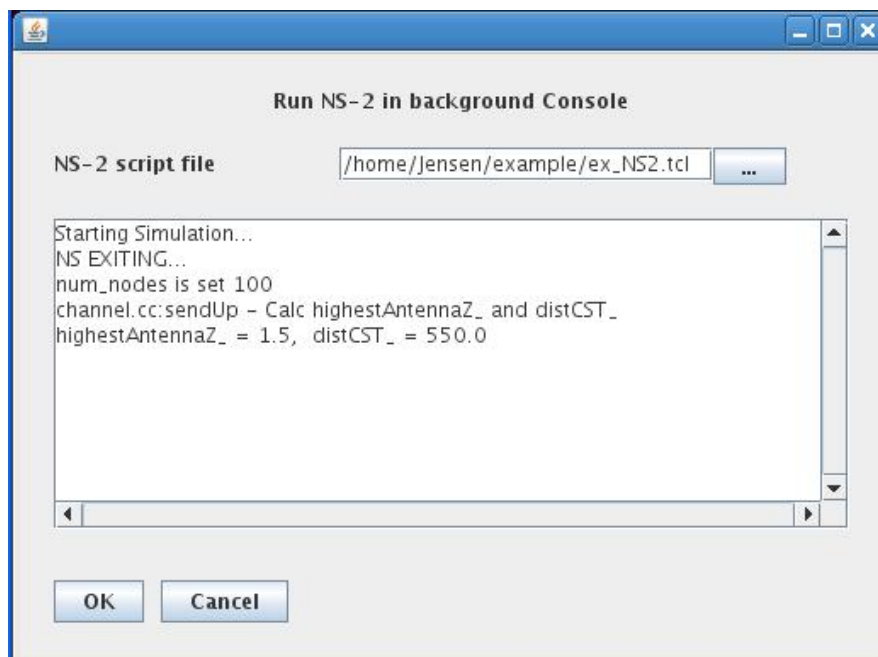 Run NS-2 in background Console
NS-2 script file /home/Jensen/example/ex_NS2.tcl ...
Starting Simulation...
NS EXITING...
num_nodes is set 100
channel.cc:sendUp - Calc highestAntennaZ_ and distCST_
highestAntennaZ_ = 1.5,  distCST_ = 550.0
OK Cancel